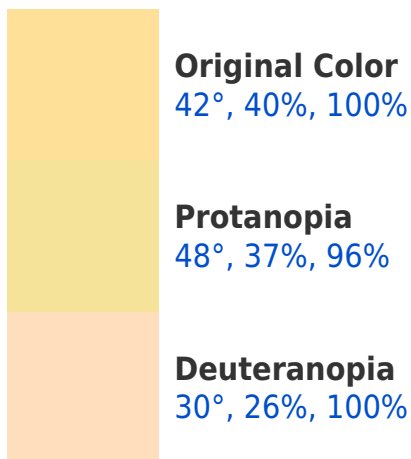 Original Color
42°, 40%, 100%
Protanopia
48°, 37%, 96%
Deuteranopia
30°, 26%, 100%